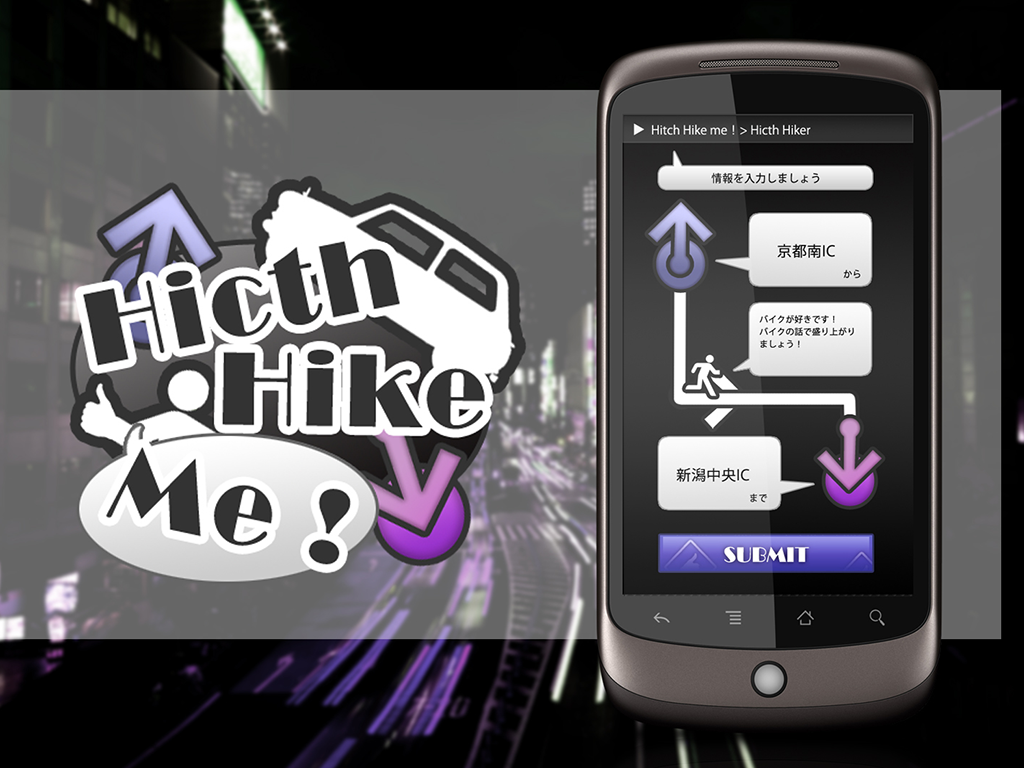 Hicth
Hike
Me !
Hitch Hike me ! > Hicth Hiker
情報を入力しましょう
京都南IC
から
バイクが好きです！
バイクの話で盛り上がり
ましょう！
新潟中央IC
まで
SUBMIT